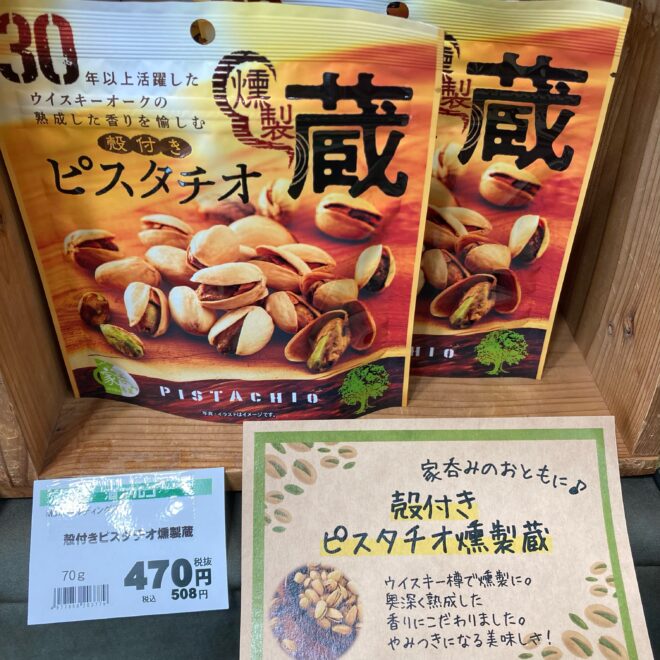 30
年以上活躍した
ウイスキーオークの
熟成した香りを愉しむ
殻付き
ピスタチオ
燻製
蔵
PISTACHIO
写真・イラストはイメージです。
燻製
蔵
ACHIO
殻付きピスタチオ燻製蔵
70g
470円
税抜
税込
508円
家呑みのおともに♪
殻付き
ピスタチオ燻製蔵
ウイスキー樽で燻製に。
奥深く熟成した
香りにこだわりました。
やみつきになる美味しさ!